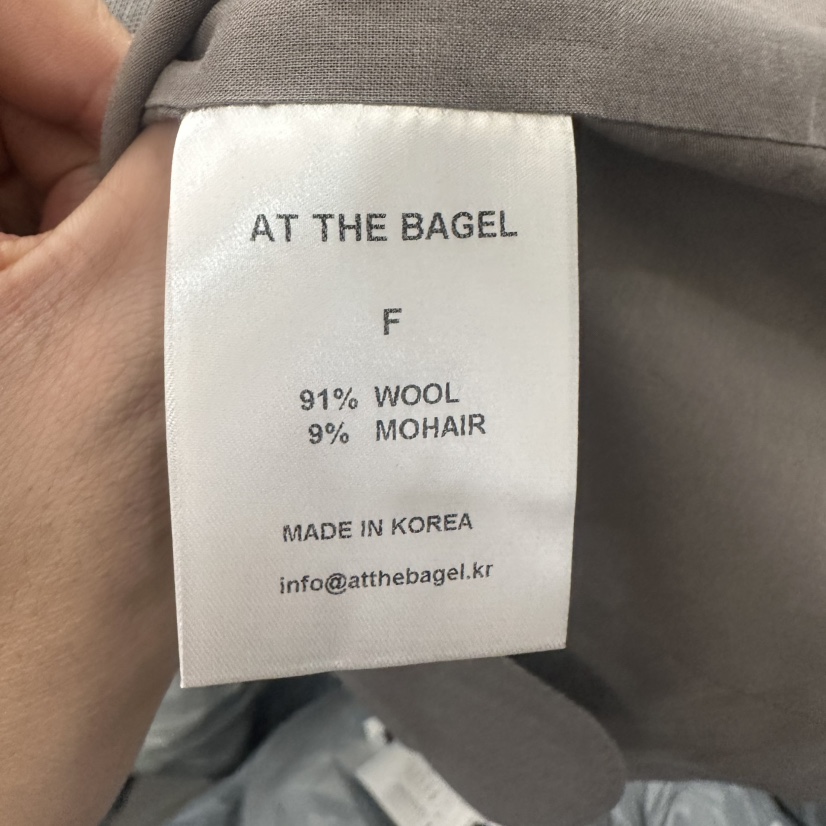 AT THE BAGEL
F
91% WOOL
9% MOHAIR
MADE IN KOREA
info@atthebagel.kr